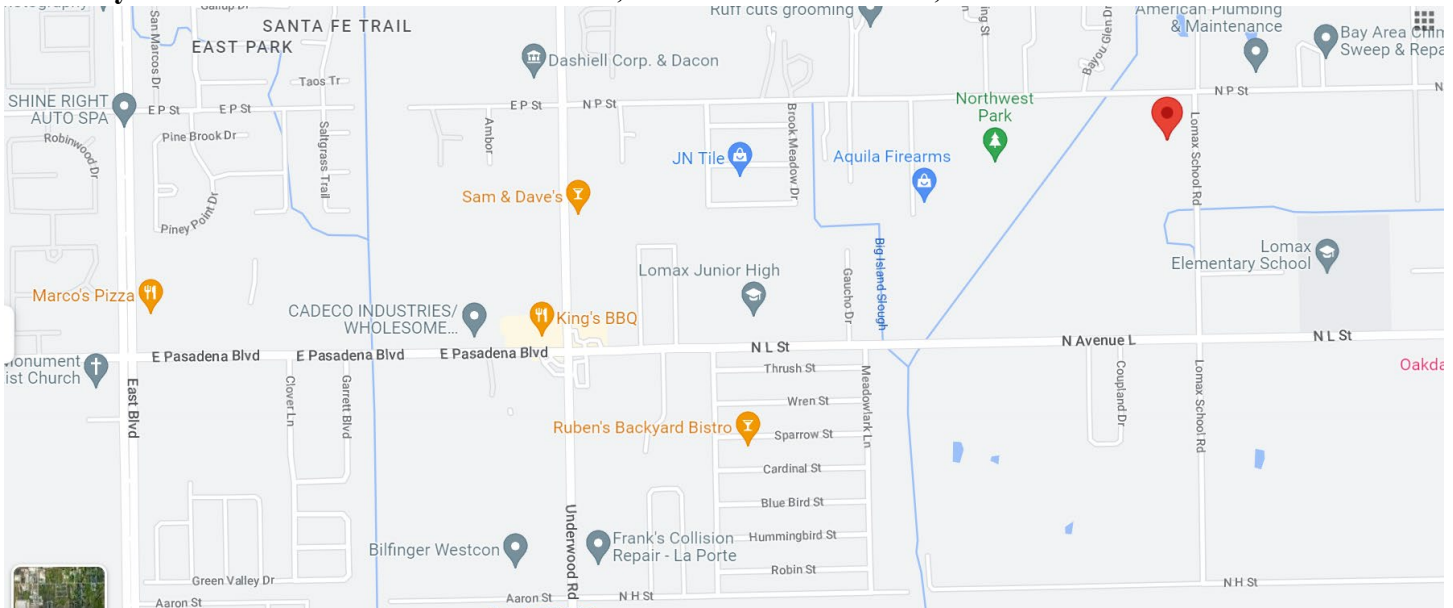 Ruff cuts grooming
American Plumbing
& Maintenance
Bay Area Chim
Sweep & Repa
San Marcos Dr
SANTA FE TRAIL
EAST PARK
Bayou Glen Dr
Dashiell Corp. & Dacon
Taos Tr
SHINE RIGHT
AUTO SPA
E P St
E P St
E P St
N P St
N P St
Northwest
Park
Robinwood Dr
Pine Brook Dr
Saltgrass Trail
Ambor
Brook Meadow Dr
JN Tile
Aquila Firearms
Lomax School Rd
Sam & Dave's
Piney Point Dr
Big Island Slough
Lomax
Elementary School
Lomax Junior High
Gaucho Dr
Marco's Pizza
CADECO INDUSTRIES/
WHOLESOME...
King's BBQ
E Pasadena Blvd
E Pasadena Blvd
E Pasadena Blvd
N L St
N Avenue L
N L St
ist Church
East Blvd
Clover Ln
Garrett Blvd
Thrush St
Meadowlark Ln
Coupland Dr
Lomax School Rd
Oakda
Wren St
Ruben's Backyard Bistro
Sparrow St
Cardinal St
Blue Bird St
Underwood Rd
Hummingbird St
Bilfinger Westcon
Frank's Collision
Repair - La Porte
Robin St
Green Valley Dr
Aaron St
Aaron St
N H St
N H St